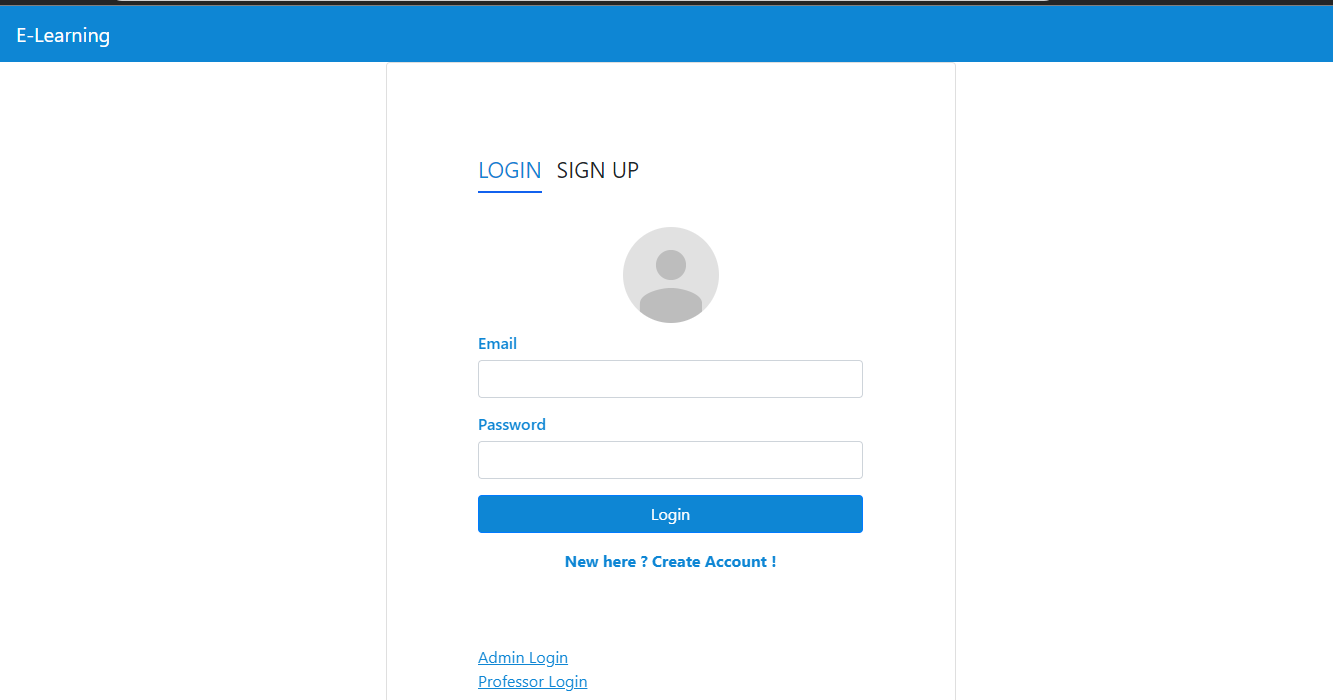 E-Learning
LOGIN SIGN UP
Email
Password
Login
New here ? Create Account !
Admin Login
Professor Login